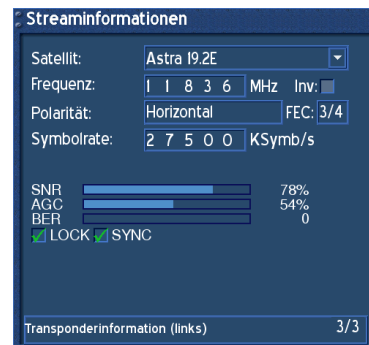 Streaminformationen
Satellit: Astra 19.2E
Frequenz: 1 1 8 3 6 MHz Inv:
Polarität: Horizontal FEC: 3/4
Symbolrate: 2 7 5 0 0 KSymb/s
SNR 78%
AGC 54%
BER 0
LOCK SYNC
Transponderinformation (links) 3/3